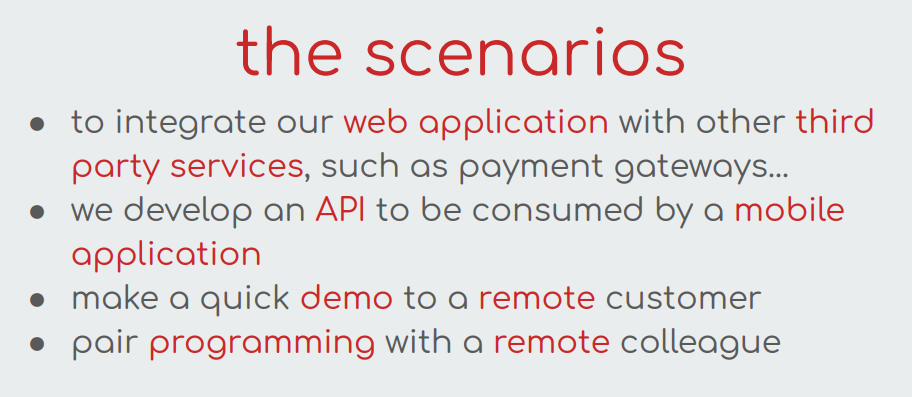 the scenarios
● to integrate our web application with other third
party services, such as payment gateways...
● we develop an API to be consumed by a mobile
application
● make a quick demo to a remote customer
● pair programming with a remote colleague